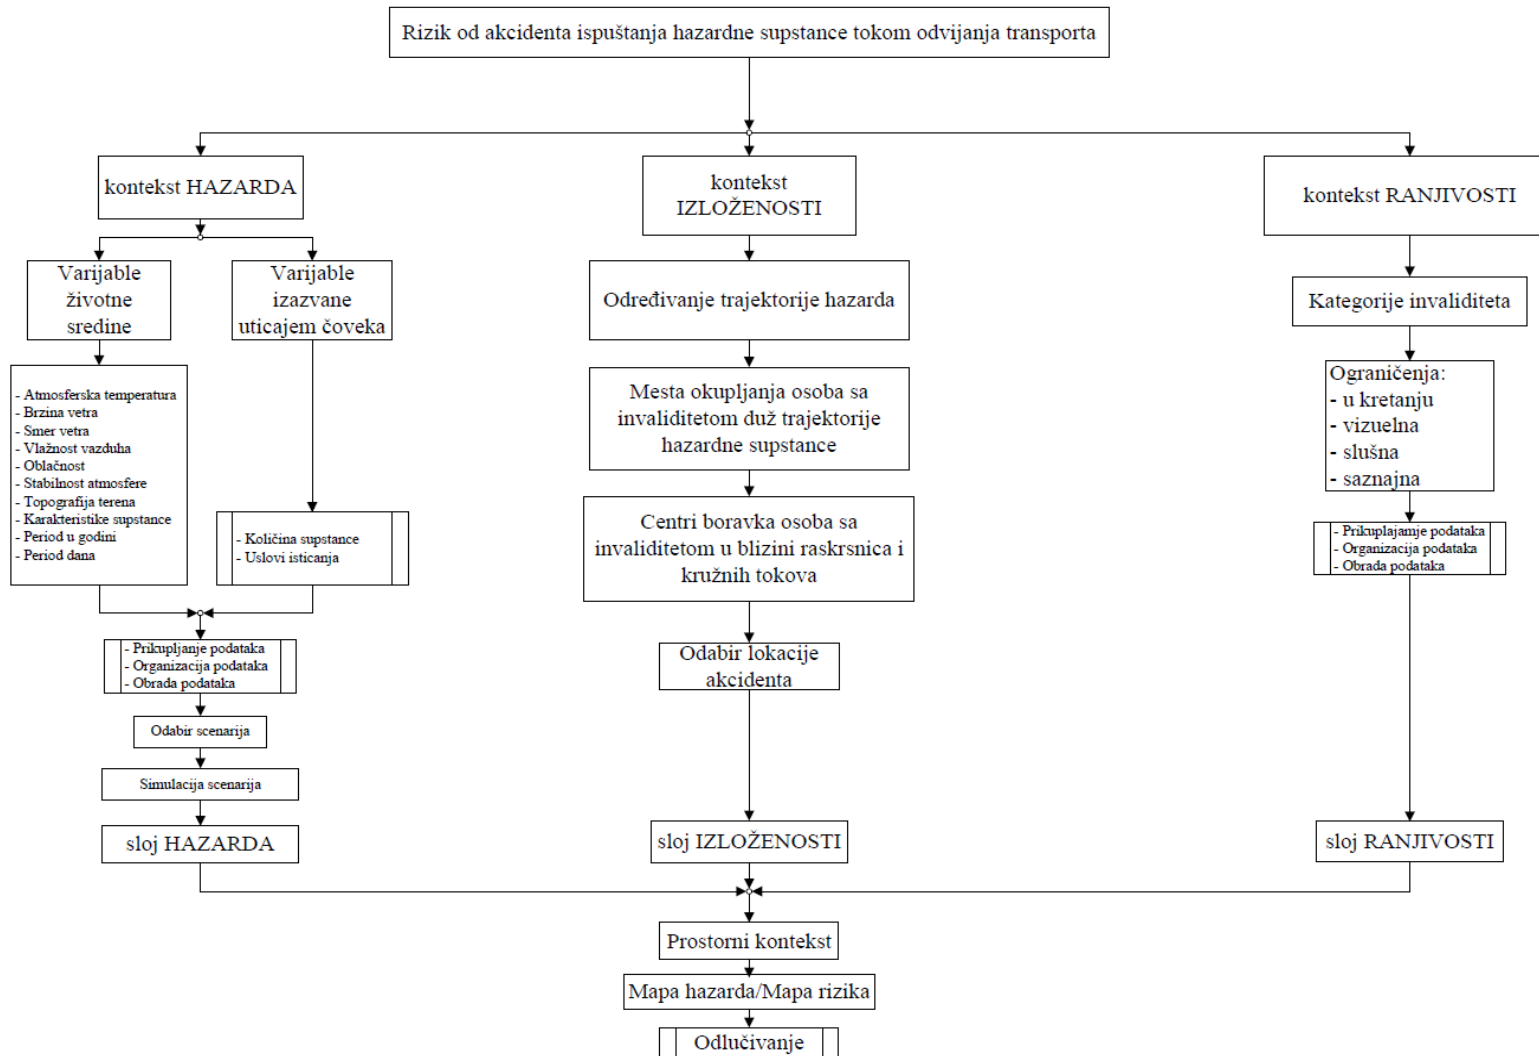 Rizik od akcidenta ispuštanja hazardne supstance tokom odvijanja transporta
kontekst HAZARDA
kontekst
IZLOŽENOSTI
kontekst RANJIVOSTI
Varijable
životne
sredine
Varijable
izazvane
uticajem čoveka
Određivanje trajektorije hazarda
Kategorije invaliditeta
- Atmosferska temperatura
- Brzina vetra
- Smer vetra
- Vlažnost vazduha
- Oblačnost
- Stabilnost atmosfere
- Topografija terena
- Karakteristike supstance
- Period u godini
- Period dana
- Količina supstance
- Uslovi isticanja
Mesta okupljanja osoba sa
invaliditetom duž trajektorije
hazardne supstance
Ograničenja:
- u kretanju
- vizuelna
- slušna
- saznajna
Centri boravka osoba sa
invaliditetom u blizini raskrsnica i
kružnih tokova
- Prikuplajamje podataka
- Organizacija podataka
- Obrada podataka
- Prikupljanje podataka
- Organizacija podataka
- Obrada podataka
Odabir lokacije
akcidenta
Odabir scenarija
Simulacija scenarija
sloj HAZARDA
sloj IZLOŽENOSTI
sloj RANJIVOSTI
Prostorni kontekst
Mapa hazarda/Mapa rizika
Odlučivanje